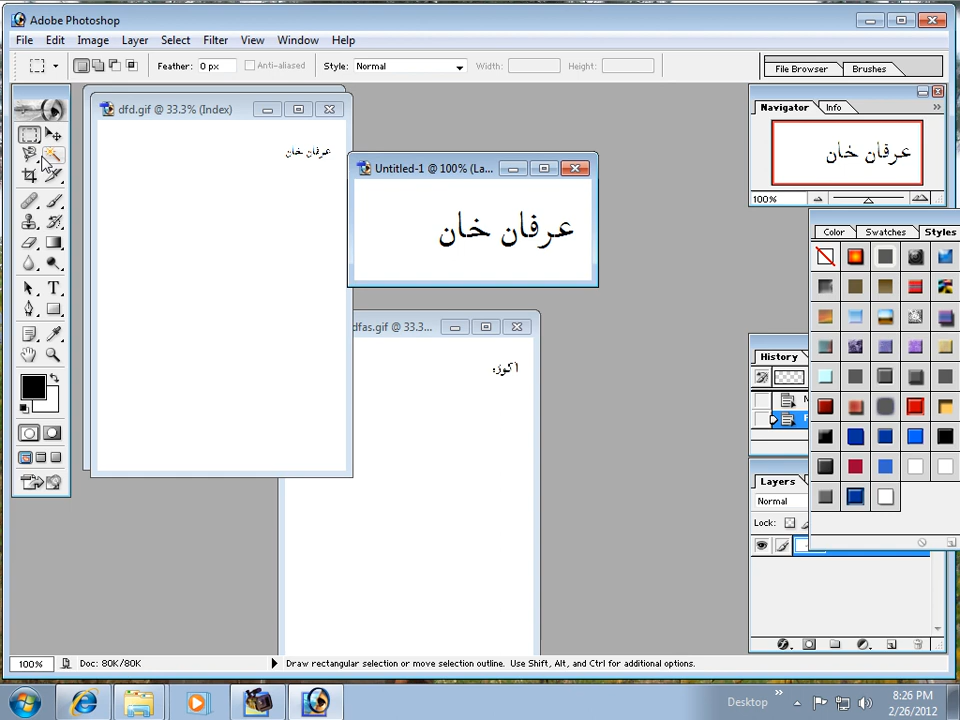 Adobe Photoshop
File Edit Image Layer Select Filter View Window Help
Feather: 0 px Anti-aliased Style: Normal Width: Height: File Browser Brushes
dfd.gif @ 33.3% (Index)
عرفان خان
Untitled-1 @ 100% (La...
عرفان خان
dfas.gif @ 33.3...
اکوڑہ
Navigator Info
عرفان خان
100%
Color Swatches Styles
History
Layers
Normal
Lock:
100% Doc: 80K/80K Draw rectangular selection or move selection outline. Use Shift, Alt, and Ctrl for additional options.
Desktop
8:26 PM
2/26/2012